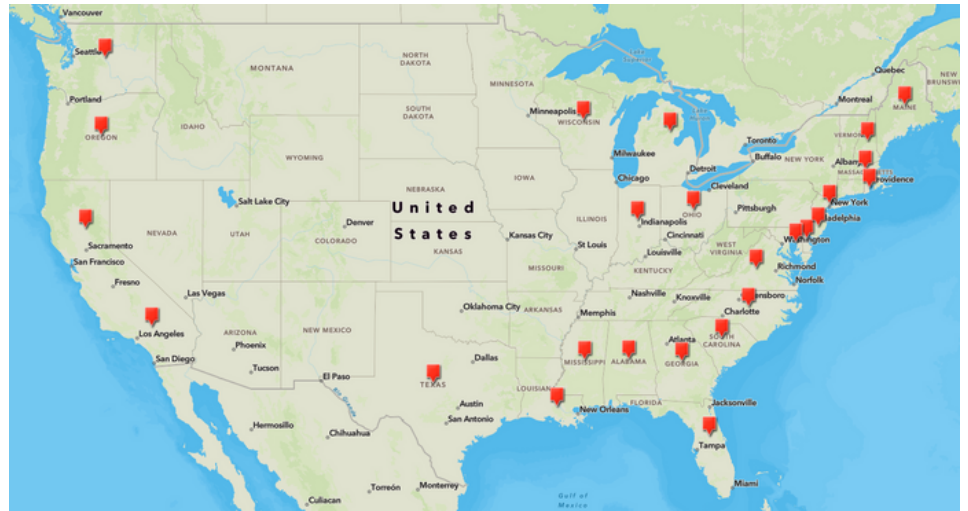 Vancouver
Seattle
Quebec
NEW
BRUNSWICK
NORTH
DAKOTA
MONTANA
MINNESOTA
Lake
Superior
Portland
Montreal
MAINE
OREGON
IDAHO
SOUTH
DAKOTA
Minneapolis
WISCONSIN
Toronto
VERMONT
WYOMING
Milwaukee
Detroit
Buffalo
NEW YORK
Albany
MASSACHUSETTS
Providence
IOWA
Chicago
Cleveland
NEBRASKA
Salt Lake City
Pittsburgh
New York
Philadelphia
United
States
ILLINOIS
OHIO
Indianapolis
Denver
NEVADA
UTAH
COLORADO
KANSAS
Kansas City
St Louis
Cincinnati
WEST
VIRGINIA
Washington
Sacramento
San Francisco
Louisville
Richmond
MISSOURI
KENTUCKY
Norfolk
Fresno
Las Vegas
Nashville
Knoxville
Greensboro
Oklahoma City
ARKANSAS
Memphis
Charlotte
Los Angeles
ARIZONA
NEW MEXICO
Phoenix
Atlanta
SOUTH
CAROLINA
San Diego
Tucson
Dallas
MISSISSIPPI
ALABAMA
GEORGIA
El Paso
TEXAS
LOUISIANA
Rio Grande
Austin
San Antonio
New Orleans
FLORIDA
Jacksonville
Hermosillo
Chihuahua
Tampa
Torreón
Monterrey
Miami
Culiacan
Gulf of
Mexico